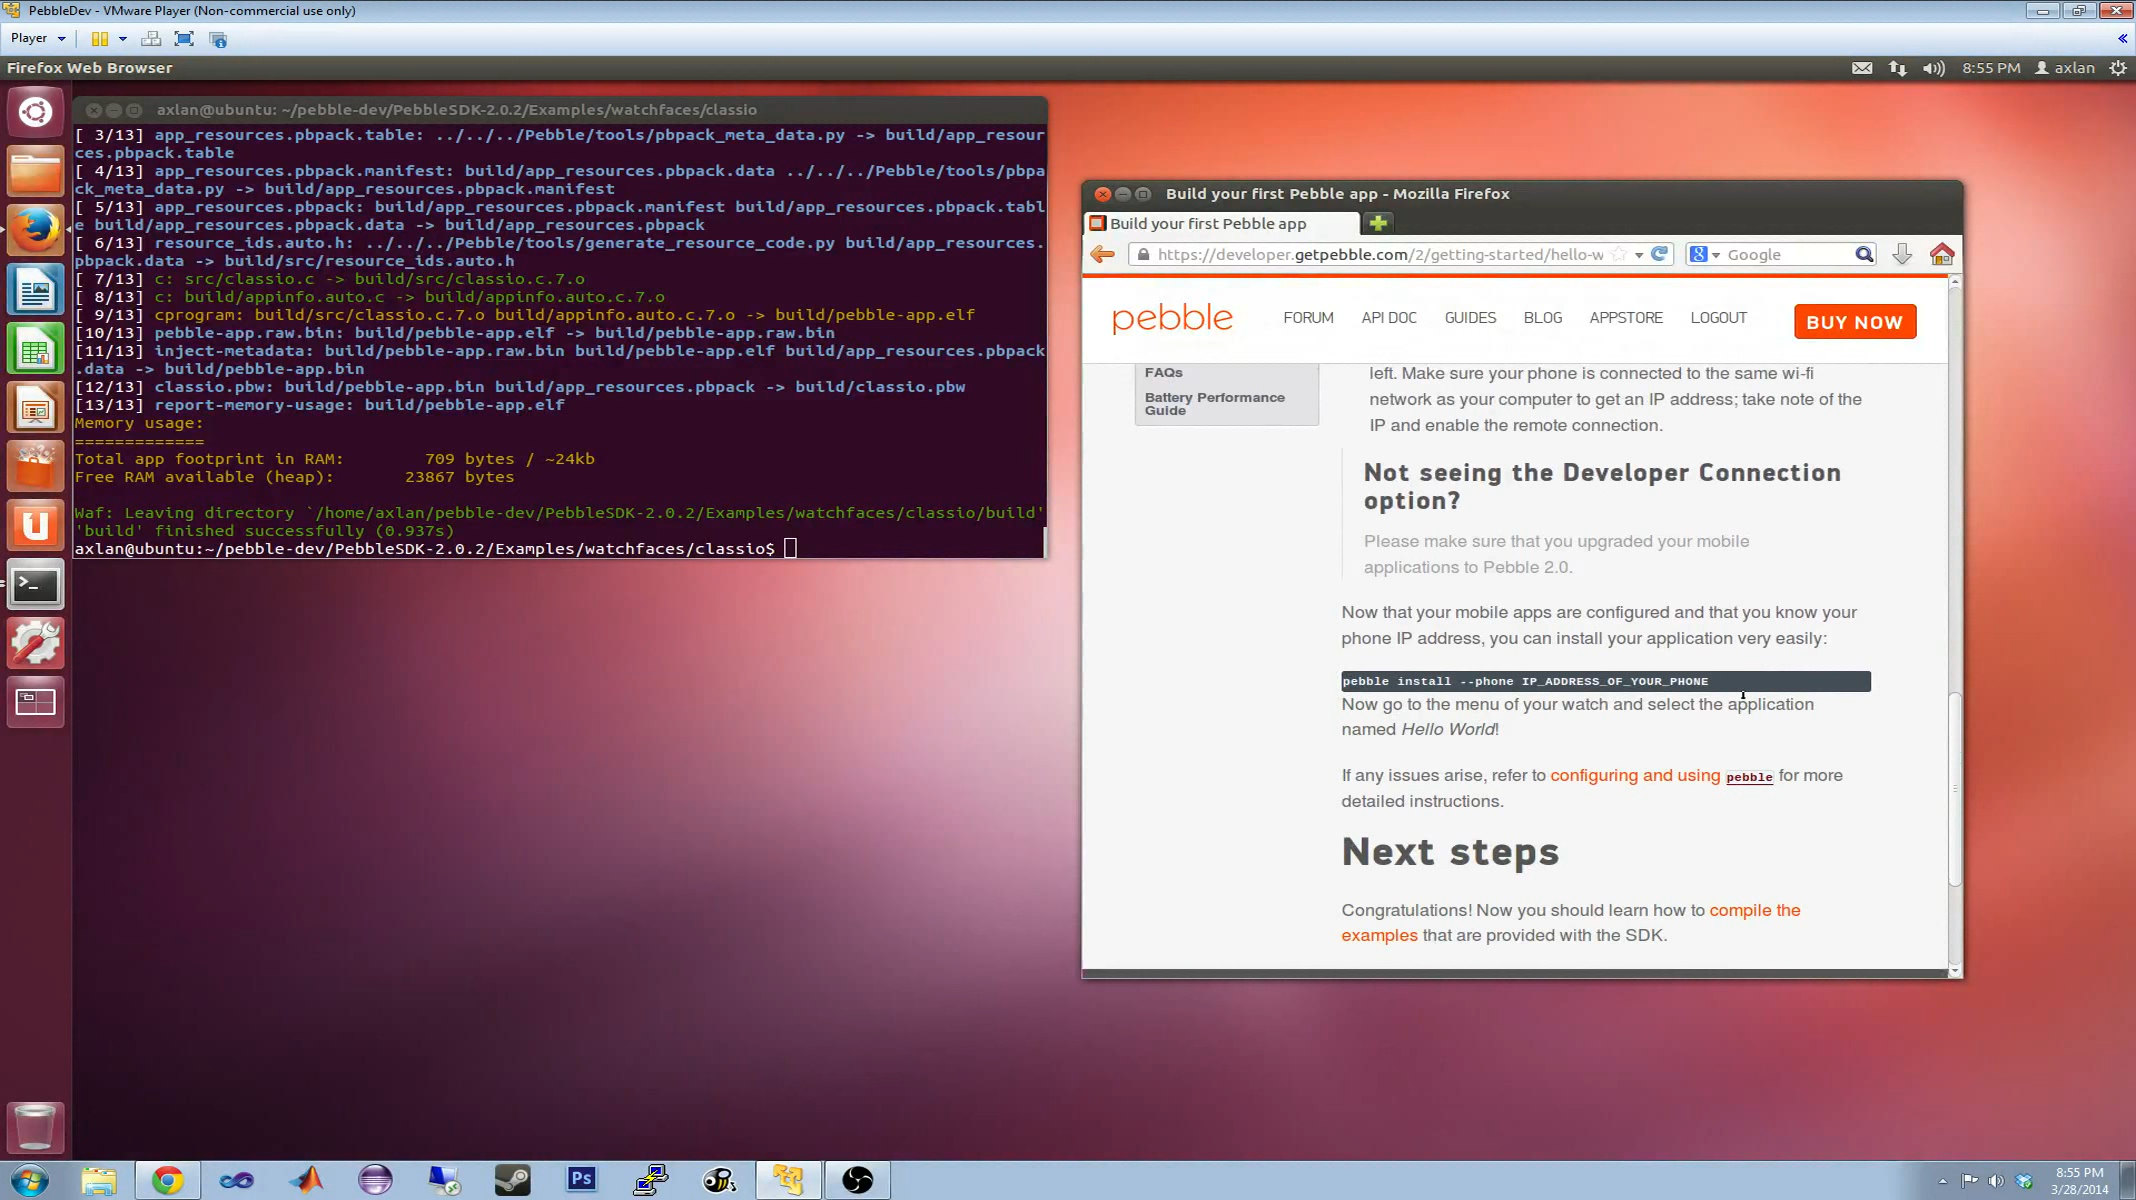 PebbleDev - VMware Player (Non-commercial use only)
Player
Firefox Web Browser
8:55 PM
axlan
axlan@ubuntu: ~/pebble-dev/PebbleSDK-2.0.2/Examples/watchfaces/classio
[ 3/13] app_resources.pbpack.table: ../../../Pebble/tools/pbpack_meta_data.py -> build/app_resour
ces.pbpack.table
[ 4/13] app_resources.pbpack.manifest: build/app_resources.pbpack.data ../../../Pebble/tools/pbpa
ck_meta_data.py -> build/app_resources.pbpack.manifest
[ 5/13] app_resources.pbpack: build/app_resources.pbpack.manifest build/app_resources.pbpack.tabl
e build/app_resources.pbpack.data -> build/app_resources.pbpack
[ 6/13] resource_ids.auto.h: ../../../Pebble/tools/generate_resource_code.py build/app_resources.
pbpack.data -> build/src/resource_ids.auto.h
[ 7/13] c: src/classio.c -> build/src/classio.c.7.o
[ 8/13] c: build/appinfo.auto.c -> build/appinfo.auto.c.7.o
[ 9/13] cprogram: build/src/classio.c.7.o build/appinfo.auto.c.7.o -> build/pebble-app.elf
[10/13] pebble-app.raw.bin: build/pebble-app.elf -> build/pebble-app.raw.bin
[11/13] inject-metadata: build/pebble-app.raw.bin build/pebble-app.elf build/app_resources.pbpack
.data -> build/pebble-app.bin
[12/13] classio.pbw: build/pebble-app.bin build/app_resources.pbpack -> build/classio.pbw
[13/13] report-memory-usage: build/pebble-app.elf
Memory usage:
=============
Total app footprint in RAM: 709 bytes / ~24kb
Free RAM available (heap): 23867 bytes
Waf: Leaving directory `/home/axlan/pebble-dev/PebbleSDK-2.0.2/Examples/watchfaces/classio/build'
'build' finished successfully (0.937s)
axlan@ubuntu:~/pebble-dev/PebbleSDK-2.0.2/Examples/watchfaces/classio$
Build your first Pebble app - Mozilla Firefox
Build your first Pebble app
https://developer.getpebble.com/2/getting-started/hello-w
Google
pebble
FORUM API DOC GUIDES BLOG APPSTORE LOGOUT BUY NOW
FAQs
Battery Performance
Guide
left. Make sure your phone is connected to the same wi-fi
network as your computer to get an IP address; take note of the
IP and enable the remote connection.
Not seeing the Developer Connection
option?
Please make sure that you upgraded your mobile
applications to Pebble 2.0.
Now that your mobile apps are configured and that you know your
phone IP address, you can install your application very easily:
pebble install --phone IP_ADDRESS_OF_YOUR_PHONE
Now go to the menu of your watch and select the application
named Hello World!
If any issues arise, refer to configuring and using pebble for more
detailed instructions.
Next steps
Congratulations! Now you should learn how to compile the
examples that are provided with the SDK.
Ps
8:55 PM
3/28/2014